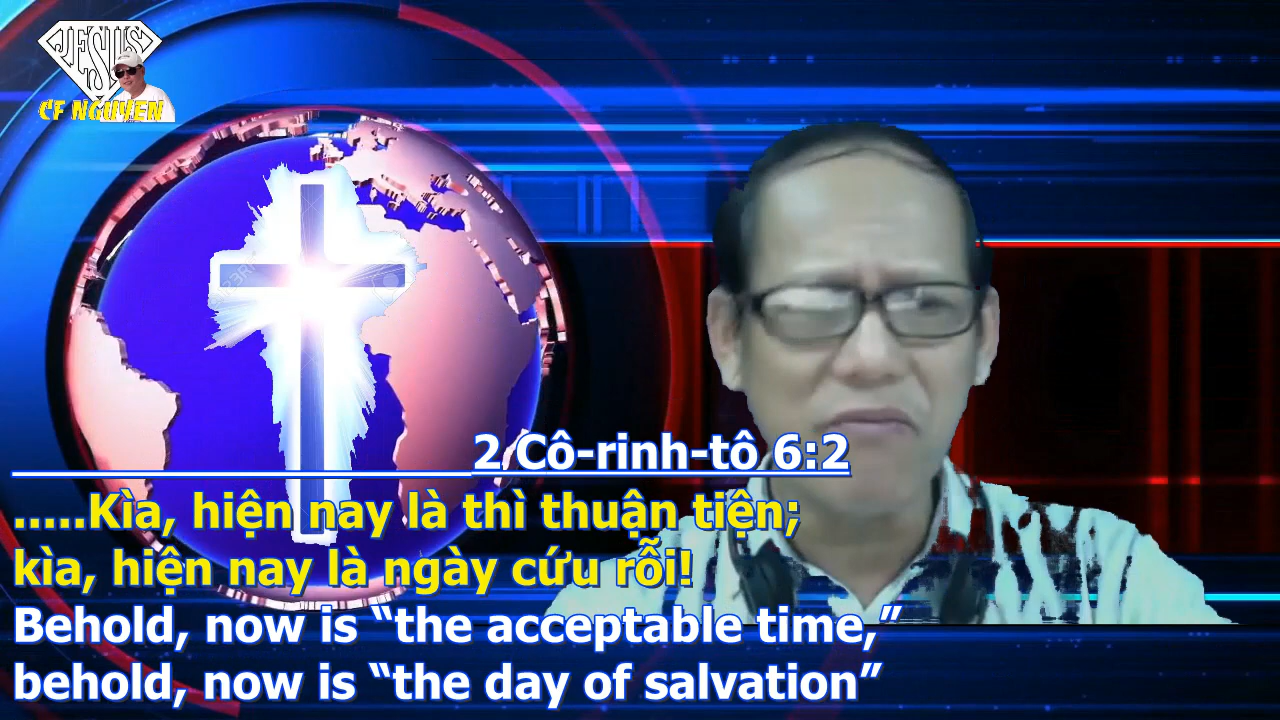 JESUS
CF NGUYEN
2 Cô-rinh-tô 6:2
.....Kìa, hiện nay là thì thuận tiện;
kìa, hiện nay là ngày cứu rỗi!
Behold, now is “the acceptable time,”
behold, now is “the day of salvation”